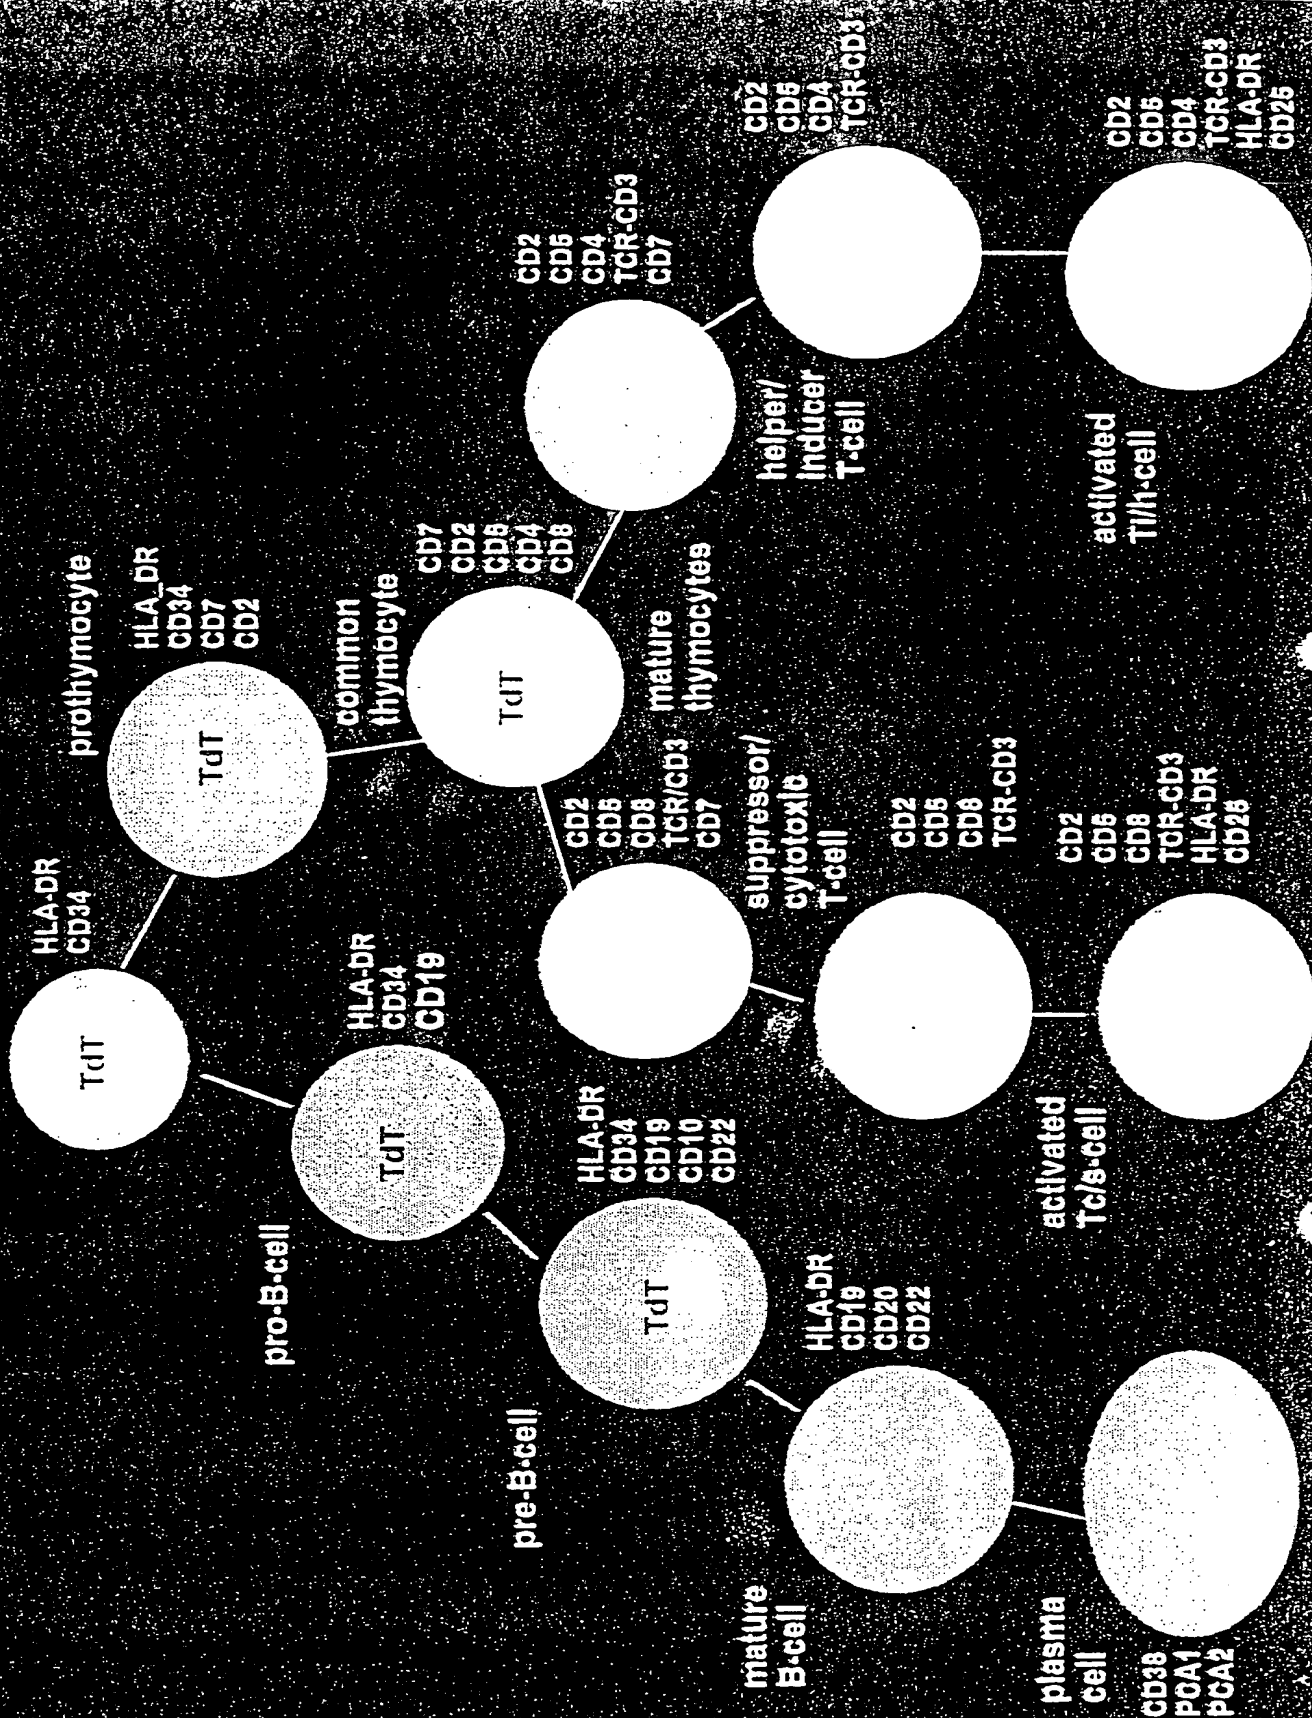 HLA-DR
CD34
TdT
prothymocyte
HLA_DR
CD34
CD7
CD2
TdT
pro-B-cell
HLA-DR
CD34
CD19
TdT
common
thymocyte
CD7
CD2
CD5
CD4
CD8
TdT
pre-B-cell
HLA-DR
CD34
CD19
CD10
CD22
TdT
mature
thymocytes
CD2
CD5
CD8
TCR/CD3
CD7
CD2
CD5
CD4
TCR-CD3
CD7
mature
B-cell
HLA-DR
CD19
CD20
CD22
suppressor/
cytotoxic
T-cell
CD2
CD5
CD8
TCR-CD3
helper/
inducer
T-cell
CD2
CD5
CD4
TCR-CD3
plasma
cell
CD38
PCA1
PCA2
activated
Tc/s-cell
CD2
CD5
CD8
TCR-CD3
HLA-DR
CD25
activated
Ti/h-cell
CD2
CD5
CD4
TCR-CD3
HLA-DR
CD25